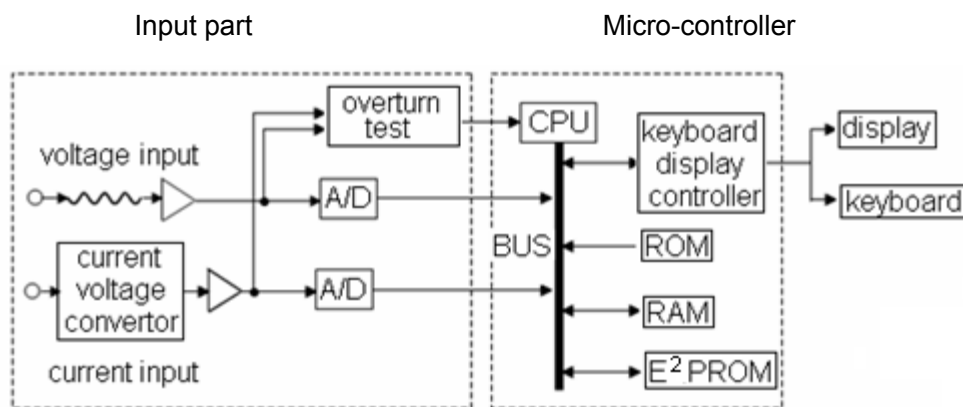 Input part
Micro-controller
overturn
test
CPU
keyboard
display
controller
display
keyboard
voltage input
A/D
BUS
ROM
current
voltage
convertor
A/D
RAM
current input
E² PROM